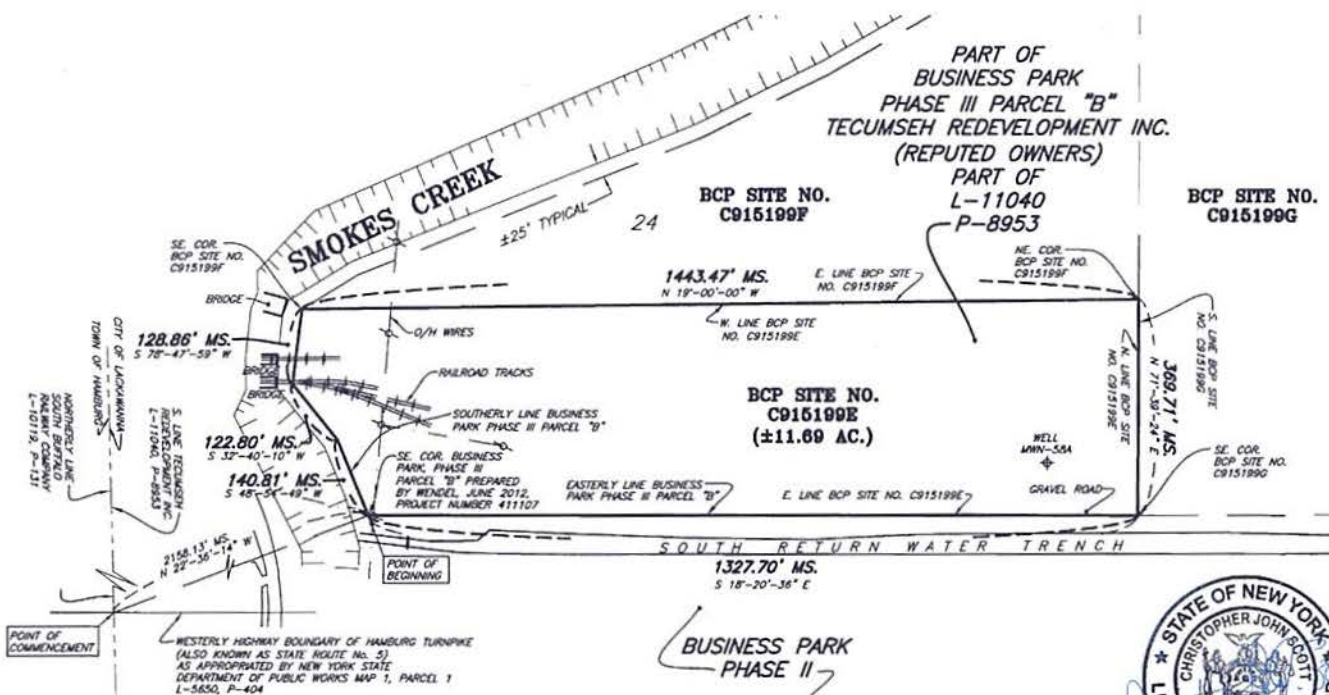 PART OF
BUSINESS PARK
PHASE III PARCEL "B"
TECUMSEH REDEVELOPMENT INC.
(REPUTED OWNERS)
PART OF
L-11040
P-8953
BCP SITE NO.
C915199F
BCP SITE NO.
C915199G
SMOKES CREEK
±25' TYPICAL
24
SE. COR.
BCP SITE NO.
C915199F
BRIDGE
NE. COR.
BCP SITE NO.
C915199F
1443.47' MS.
N 19°-00'-00" W
E. LINE BCP SITE
NO. C915199F
W. LINE BCP SITE
NO. C915199E
O/H WIRES
128.86' MS.
S 78°-47'-59" W
BRIDGE
BRIDGE
RAILROAD TRACKS
CITY OF LACKAWANNA
TOWN OF HAMBURG
BCP SITE NO.
C915199E
(±11.69 AC.)
S. LINE BCP SITE
NO. C915199G
N. LINE BCP SITE
NO. C915199E
369.71' MS.
N 71°-39'-24" E
SOUTHERLY LINE BUSINESS
PARK PHASE III PARCEL "B"
122.80' MS.
S 32°-40'-10" W
140.81' MS.
S 48°-54'-49" W
S. LINE TECUMSEH
REDEVELOPMENT INC.
L-11040, P-8953
NORTHERLY LINE
SOUTH BUFFALO
RAILWAY COMPANY
L-10119, P-131
SE. COR. BUSINESS
PARK, PHASE III
PARCEL "B" PREPARED
BY WENDEL, JUNE 2012,
PROJECT NUMBER 411107
EASTERLY LINE BUSINESS
PARK PHASE III PARCEL "B"
E. LINE BCP SITE NO. C915199E
WELL
MWN-58A
GRAVEL ROAD
SE. COR.
BCP SITE NO.
C915199G
2158.13' MS.
N 22°-36'-14" W
SOUTH RETURN WATER TRENCH
POINT OF
BEGINNING
1327.70' MS.
S 18°-20'-36" E
POINT OF
COMMENCEMENT
WESTERLY HIGHWAY BOUNDARY OF HAMBURG TURNPIKE
(ALSO KNOWN AS STATE ROUTE No. 5)
AS APPROPRIATED BY NEW YORK STATE
DEPARTMENT OF PUBLIC WORKS MAP 1, PARCEL 1
L-5650, P-404
BUSINESS PARK
PHASE II
STATE OF NEW YORK
CHRISTOPHER JOHN SCOTT